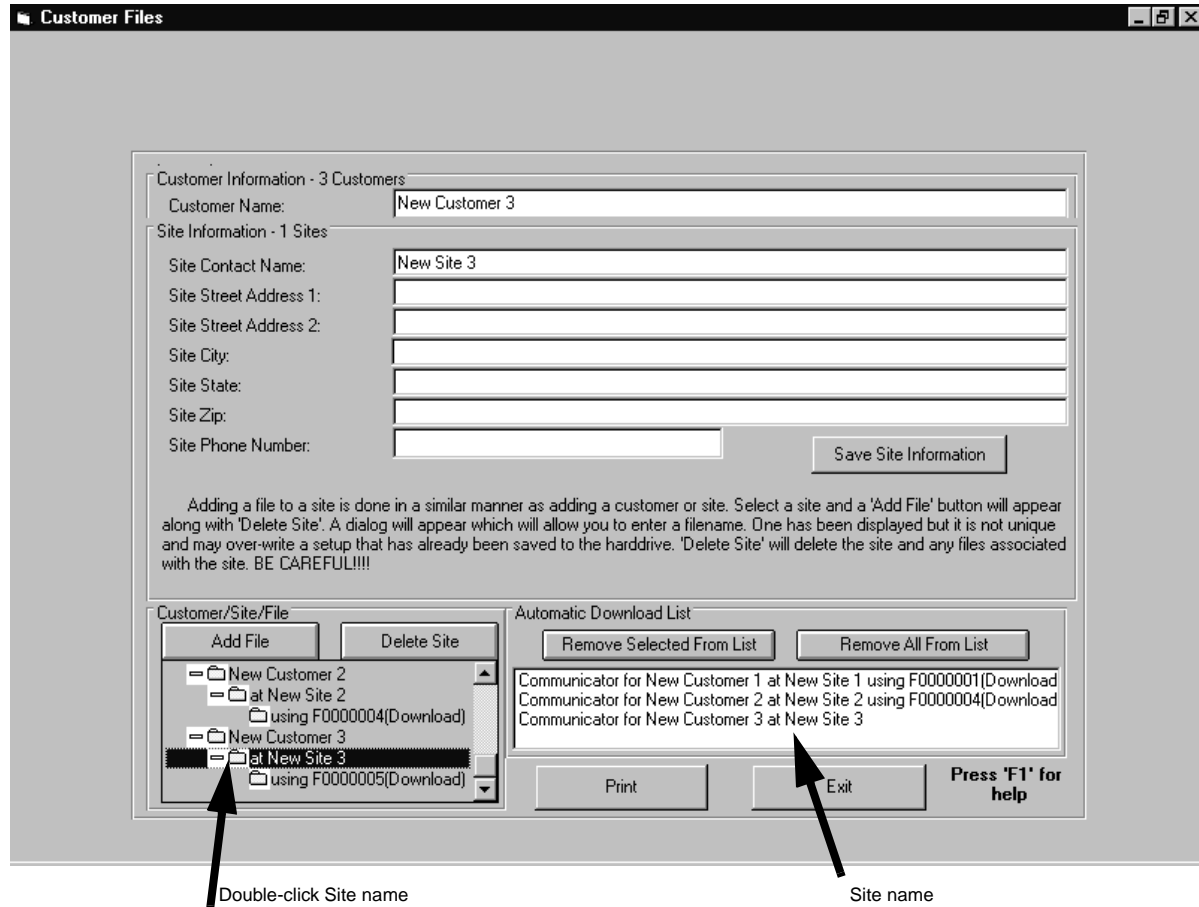 Customer Files
Customer Information - 3 Customers
Customer Name:
New Customer 3
Site Information - 1 Sites
Site Contact Name:
New Site 3
Site Street Address 1:
Site Street Address 2:
Site City:
Site State:
Site Zip:
Site Phone Number:
Save Site Information
Adding a file to a site is done in a similar manner as adding a customer or site. Select a site and a 'Add File' button will appear
along with 'Delete Site'. A dialog will appear which will allow you to enter a filename. One has been displayed but it is not unique
and may over-write a setup that has already been saved to the harddrive. 'Delete Site' will delete the site and any files associated
with the site. BE CAREFUL!!!!
Customer/Site/File
Add File
Delete Site
New Customer 2
at New Site 2
using F0000004(Download)
New Customer 3
at New Site 3
using F0000005(Download)
Automatic Download List
Remove Selected From List
Remove All From List
Communicator for New Customer 1 at New Site 1 using F0000001(Download
Communicator for New Customer 2 at New Site 2 using F0000004(Download
Communicator for New Customer 3 at New Site 3
Print
Exit
Press 'F1' for
help
Double-click Site name
Site name